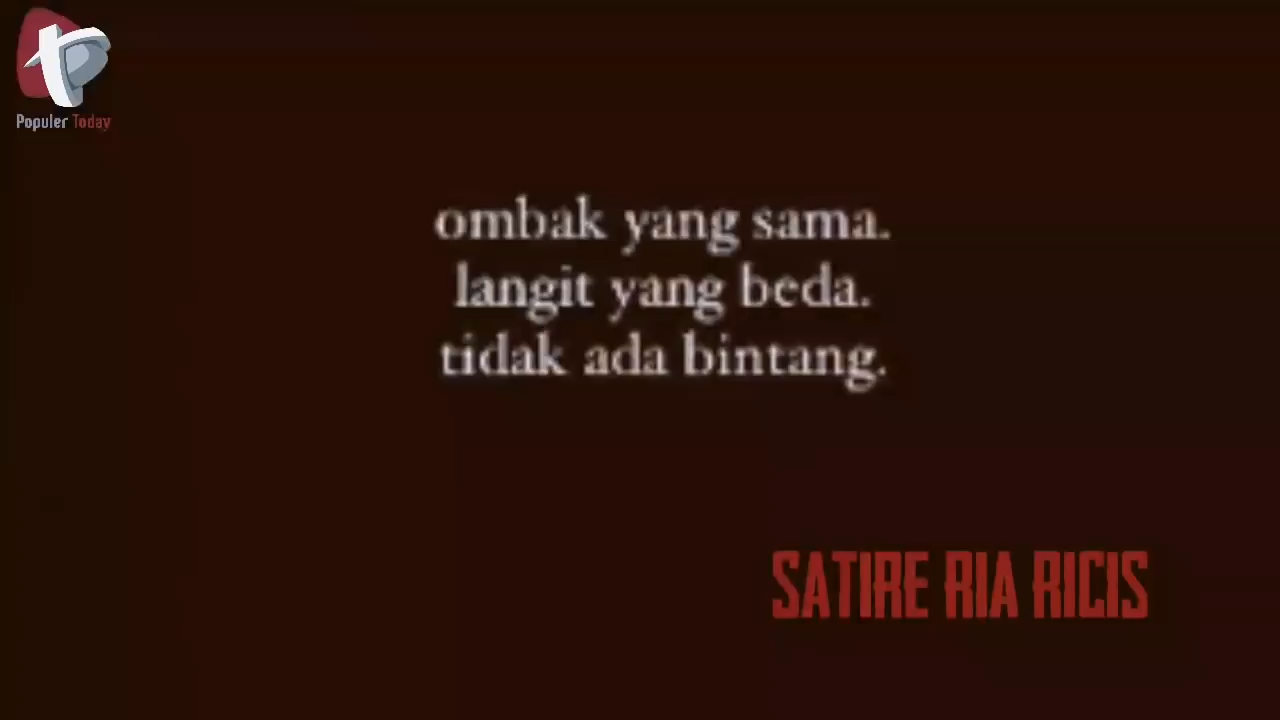 Populer Today
ombak yang sama.
langit yang beda.
tidak ada bintang.
SATIRE RIA RICIS